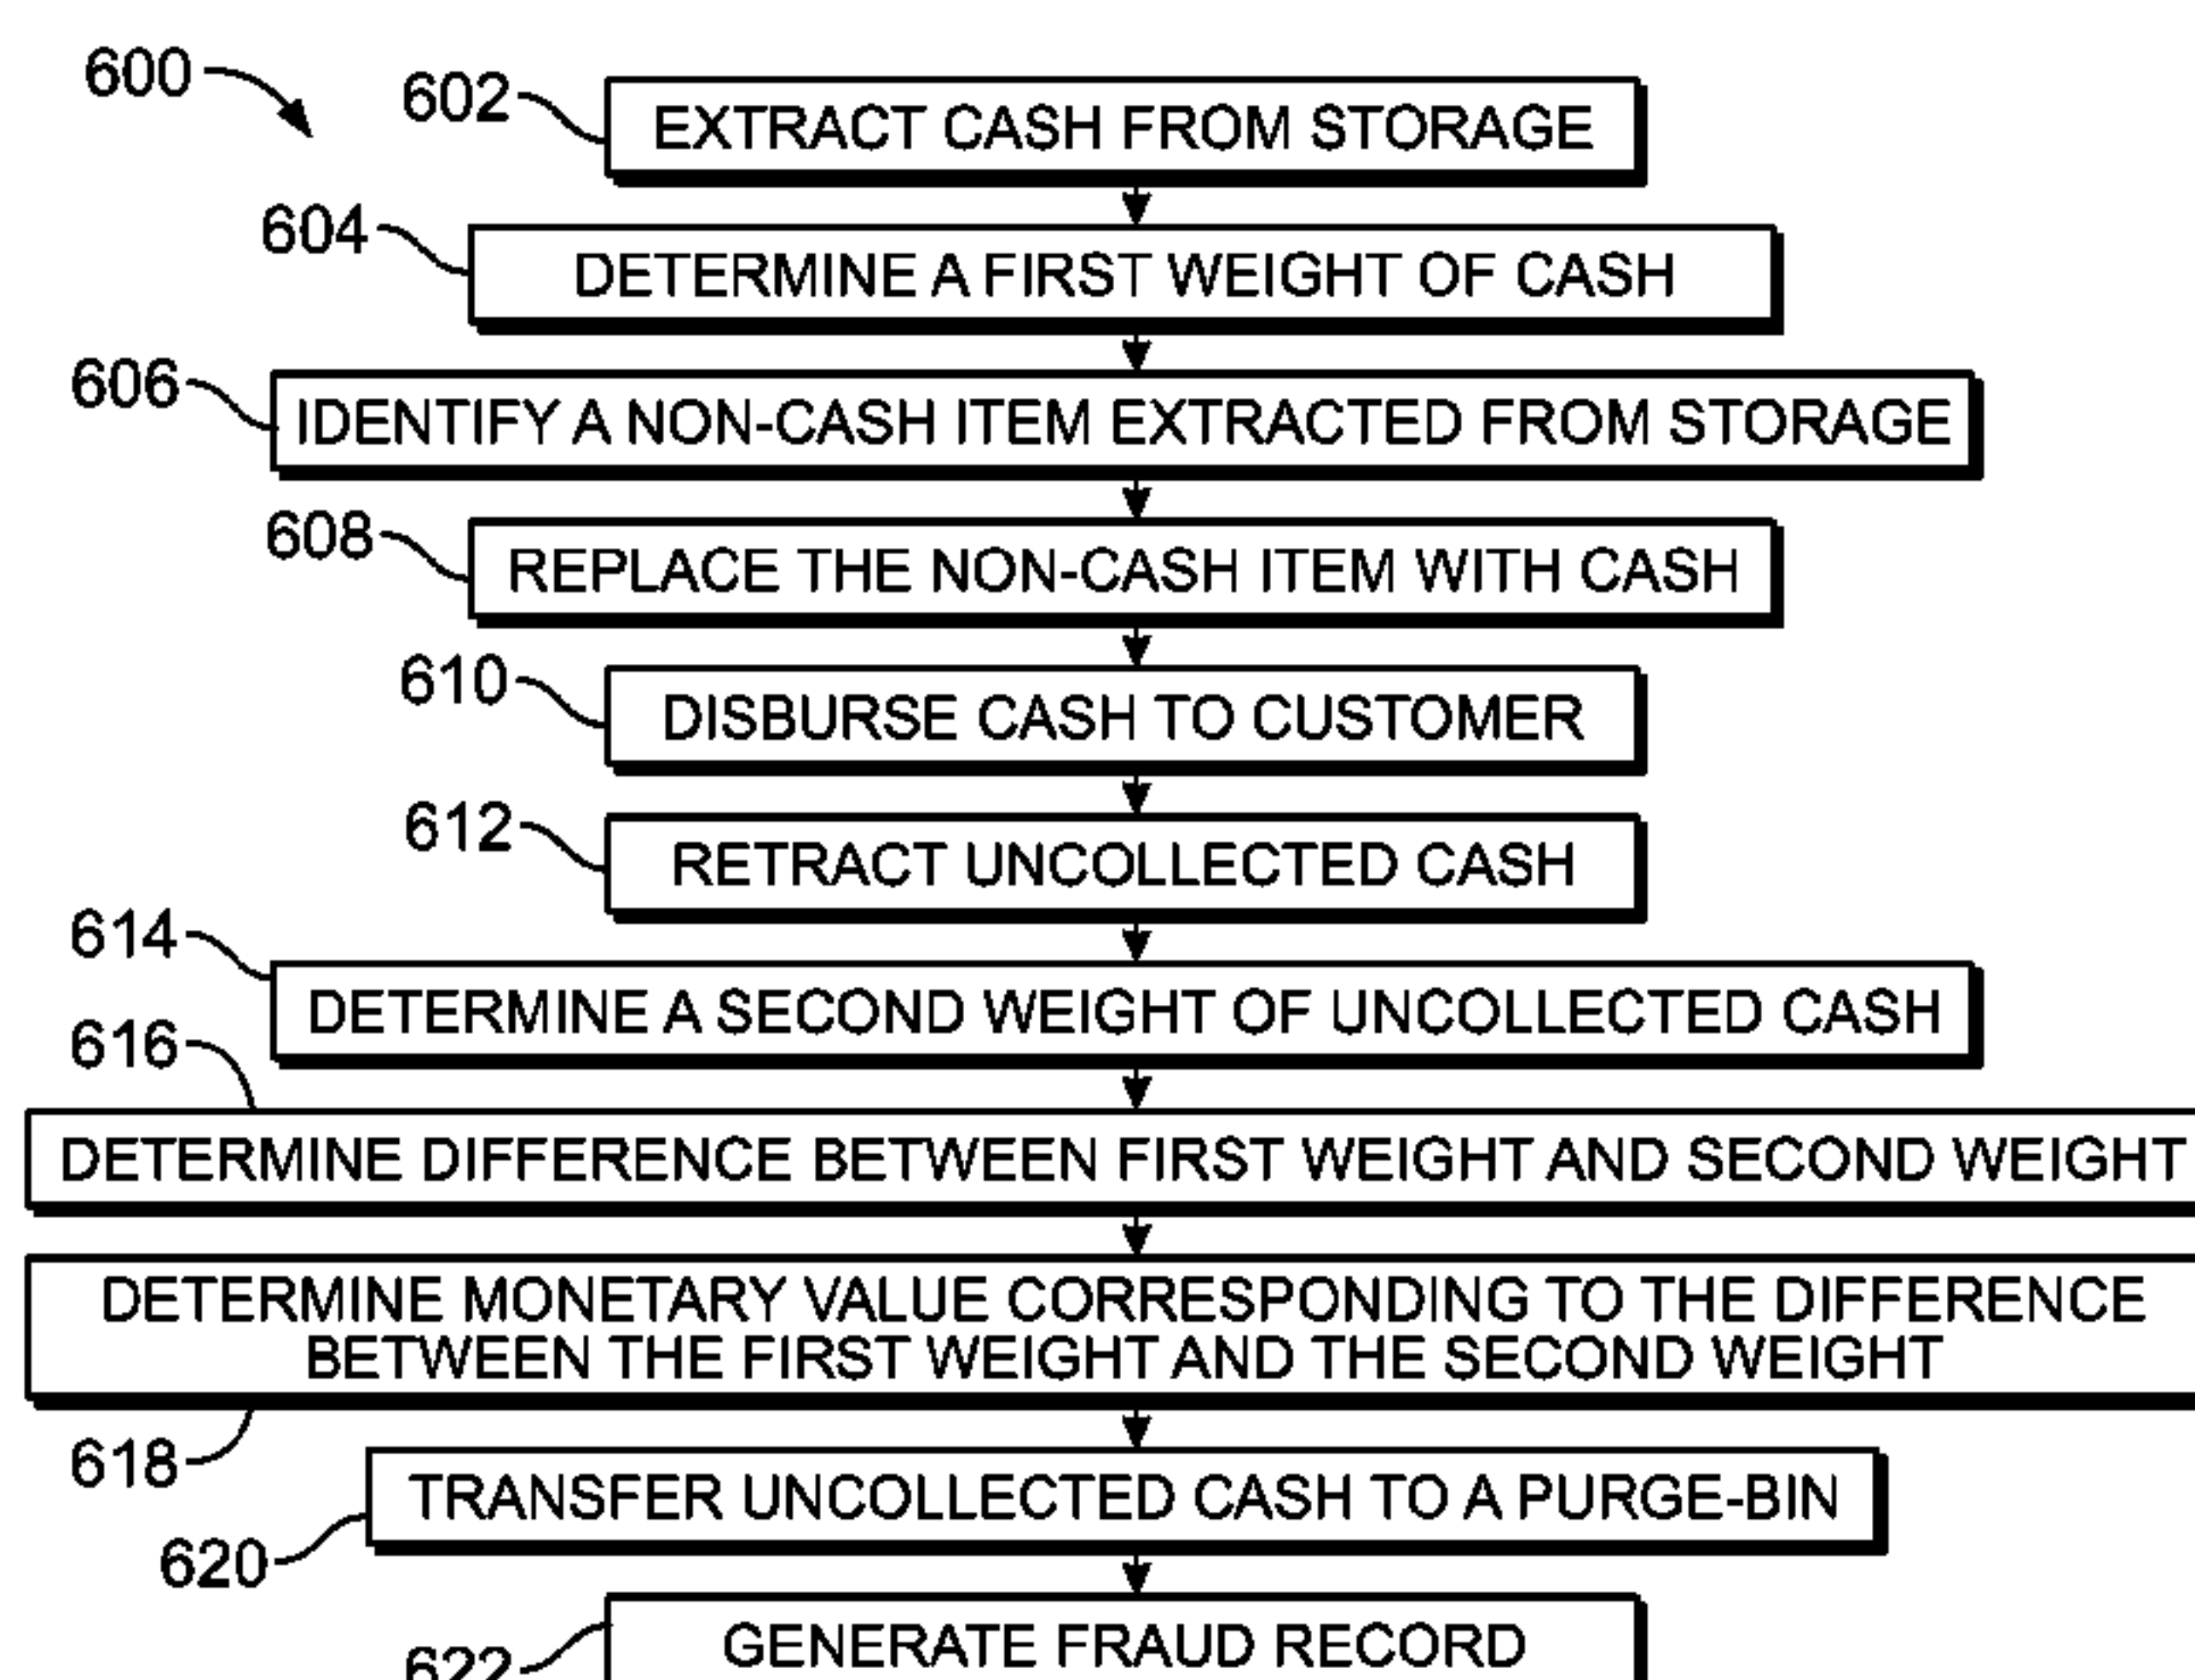 600
602
EXTRACT CASH FROM STORAGE
604
DETERMINE A FIRST WEIGHT OF CASH
606
IDENTIFY A NON-CASH ITEM EXTRACTED FROM STORAGE
608
REPLACE THE NON-CASH ITEM WITH CASH
610
DISBURSE CASH TO CUSTOMER
612
RETRACT UNCOLLECTED CASH
614
DETERMINE A SECOND WEIGHT OF UNCOLLECTED CASH
616
DETERMINE DIFFERENCE BETWEEN FIRST WEIGHT AND SECOND WEIGHT
DETERMINE MONETARY VALUE CORRESPONDING TO THE DIFFERENCE
BETWEEN THE FIRST WEIGHT AND THE SECOND WEIGHT
618
TRANSFER UNCOLLECTED CASH TO A PURGE-BIN
620
GENERATE FRAUD RECORD
622